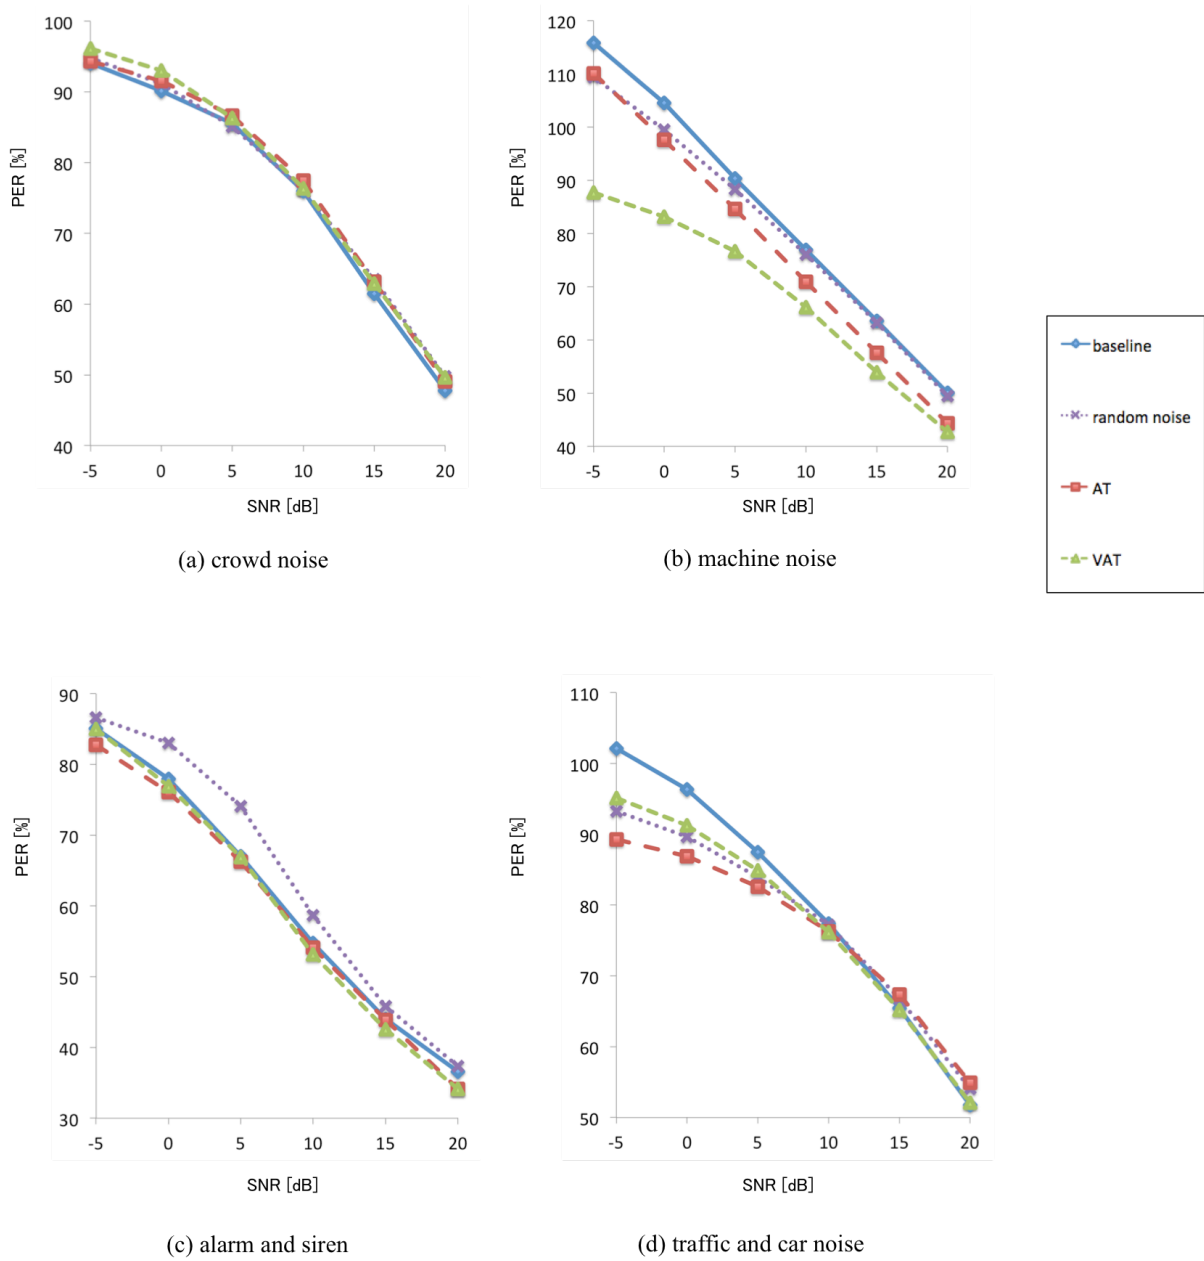 100
90
80
70
60
50
40
PER [%]
-5 0 5 10 15 20
SNR [dB]
(a) crowd noise
120
110
100
90
80
70
60
50
40
PER [%]
-5 0 5 10 15 20
SNR [dB]
(b) machine noise
baseline
random noise
AT
VAT
90
80
70
60
50
40
30
PER [%]
-5 0 5 10 15 20
SNR [dB]
(c) alarm and siren
110
100
90
80
70
60
50
PER [%]
-5 0 5 10 15 20
SNR [dB]
(d) traffic and car noise